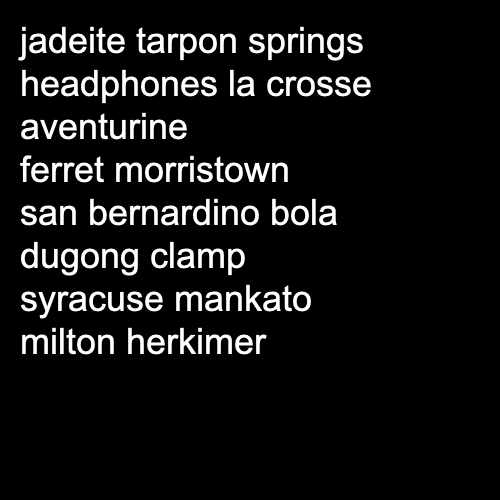 jadeite tarpon springs
headphones la crosse
aventurine
ferret morristown
san bernardino bola
dugong clamp
syracuse mankato
milton herkimer